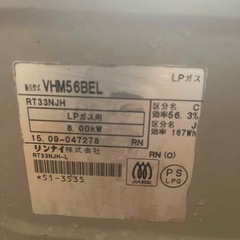 VHM56BEL
LPガス
RT33NJH
LPガス用
8.00kW
区分名 C
効率56.3%
区分名 J
効率 167Wh
15.09-047278 RN
リンナイ株式会社
RN (O)
RT33NJH-L
*51-3535
PS
LPG